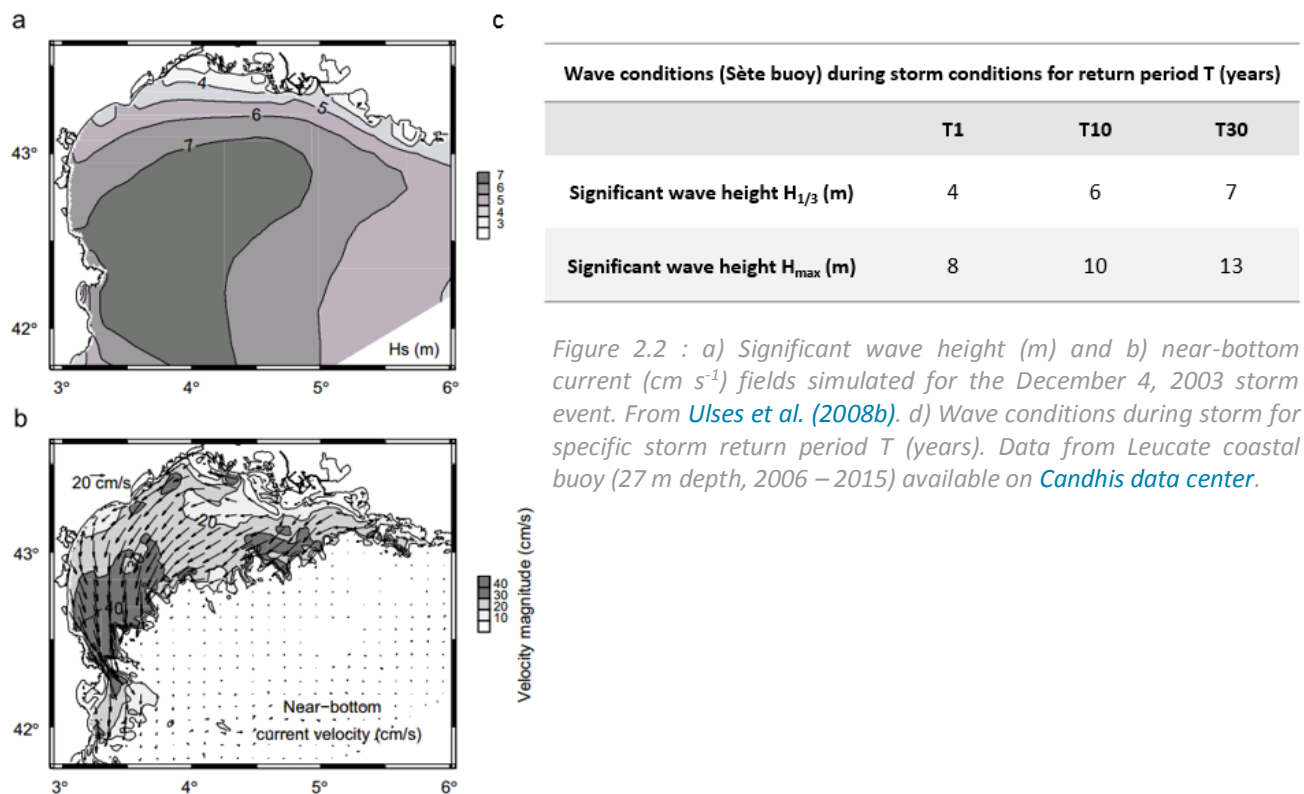 a
4
5
6
7
43°
42°
7
6
5
4
3
Hs (m)
3° 4° 5° 6°
b
20 cm/s
20
43°
40
42°
40
30
20
10
Velocity magnitude (cm/s)
Near-bottom
current velocity (cm/s)
3° 4° 5° 6°
c
Wave conditions (Sète buoy) during storm conditions for return period T (years)
T1 T10 T30
Significant wave height H1/3 (m) 4 6 7
Significant wave height Hmax (m) 8 10 13
Figure 2.2 : a) Significant wave height (m) and b) near-bottom
current (cm s-1) fields simulated for the December 4, 2003 storm
event. From Ulses et al. (2008b). d) Wave conditions during storm for
specific storm return period T (years). Data from Leucate coastal
buoy (27 m depth, 2006 – 2015) available on Candhis data center.